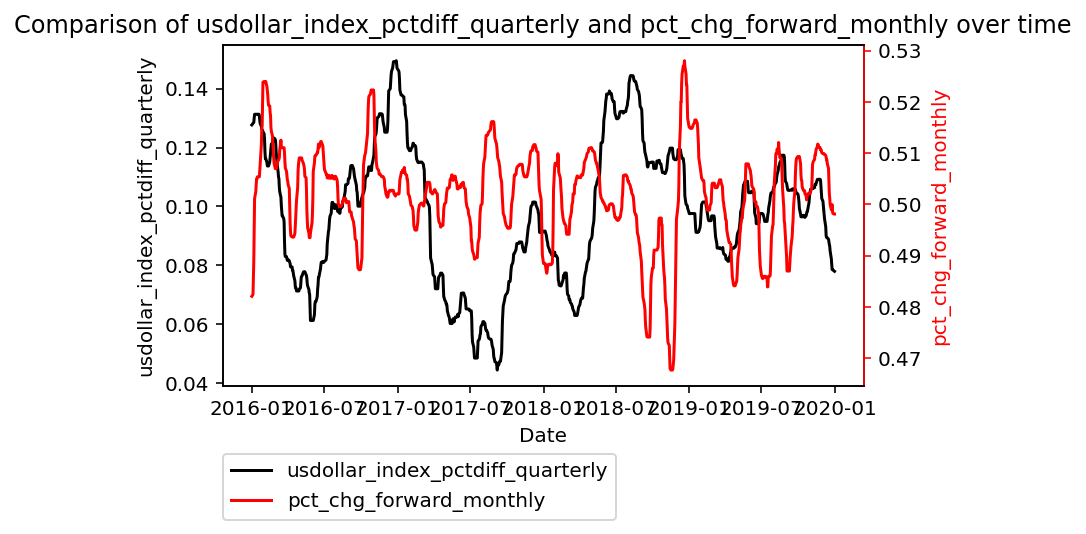 Comparison of usdollar_index_pctdiff_quarterly and pct_chg_forward_monthly over time
usdollar_index_pctdiff_quarterly
0.14
0.12
0.10
0.08
0.06
0.04
0.53
0.52
0.51
0.50
0.49
0.48
0.47
pct_chg_forward_monthly
2016-01 2016-07 2017-01 2017-07 2018-01 2018-07 2019-01 2019-07 2020-01
Date
usdollar_index_pctdiff_quarterly
pct_chg_forward_monthly